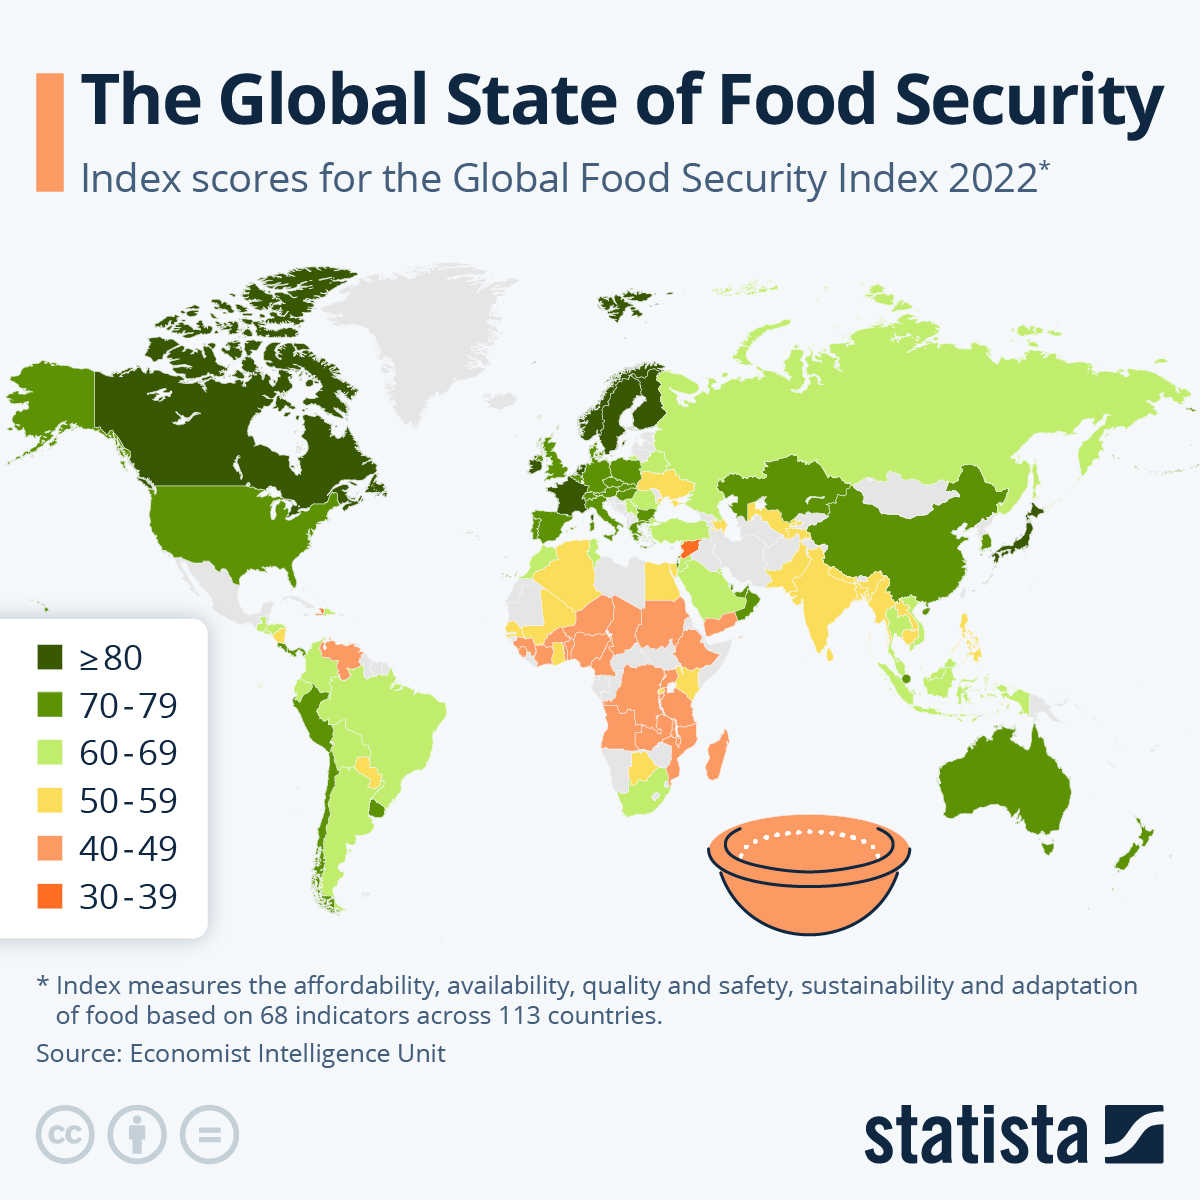 The Global State of Food Security
Index scores for the Global Food Security Index 2022*
≥80
70-79
60-69
50-59
40-49
30-39
* Index measures the affordability, availability, quality and safety, sustainability and adaptation
of food based on 68 indicators across 113 countries.
Source: Economist Intelligence Unit
cc
statista